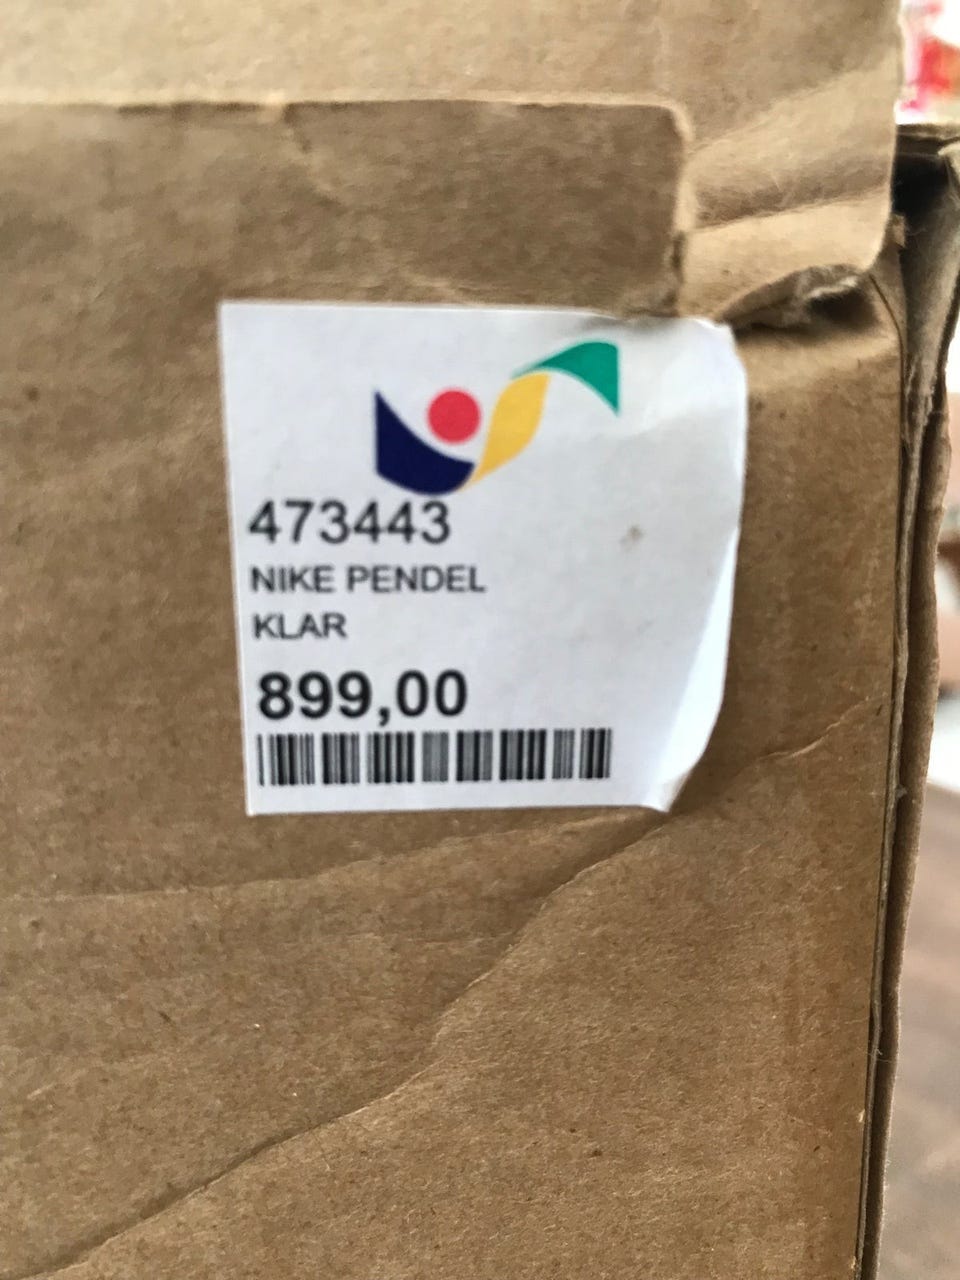 473443
NIKE PENDEL
KLAR
899,00